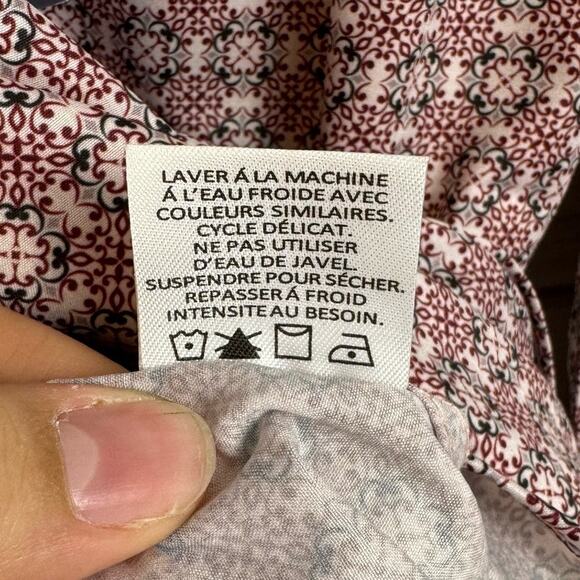 LAVER Á LA MACHINE
Á L'EAU FROIDE AVEC
COULEURS SIMILAIRES.
CYCLE DÉLICAT.
NE PAS UTILISER
D'EAU DE JAVEL.
SUSPENDRE POUR SÉCHER.
REPASSER Á FROID
INTENSITE AU BESOIN.